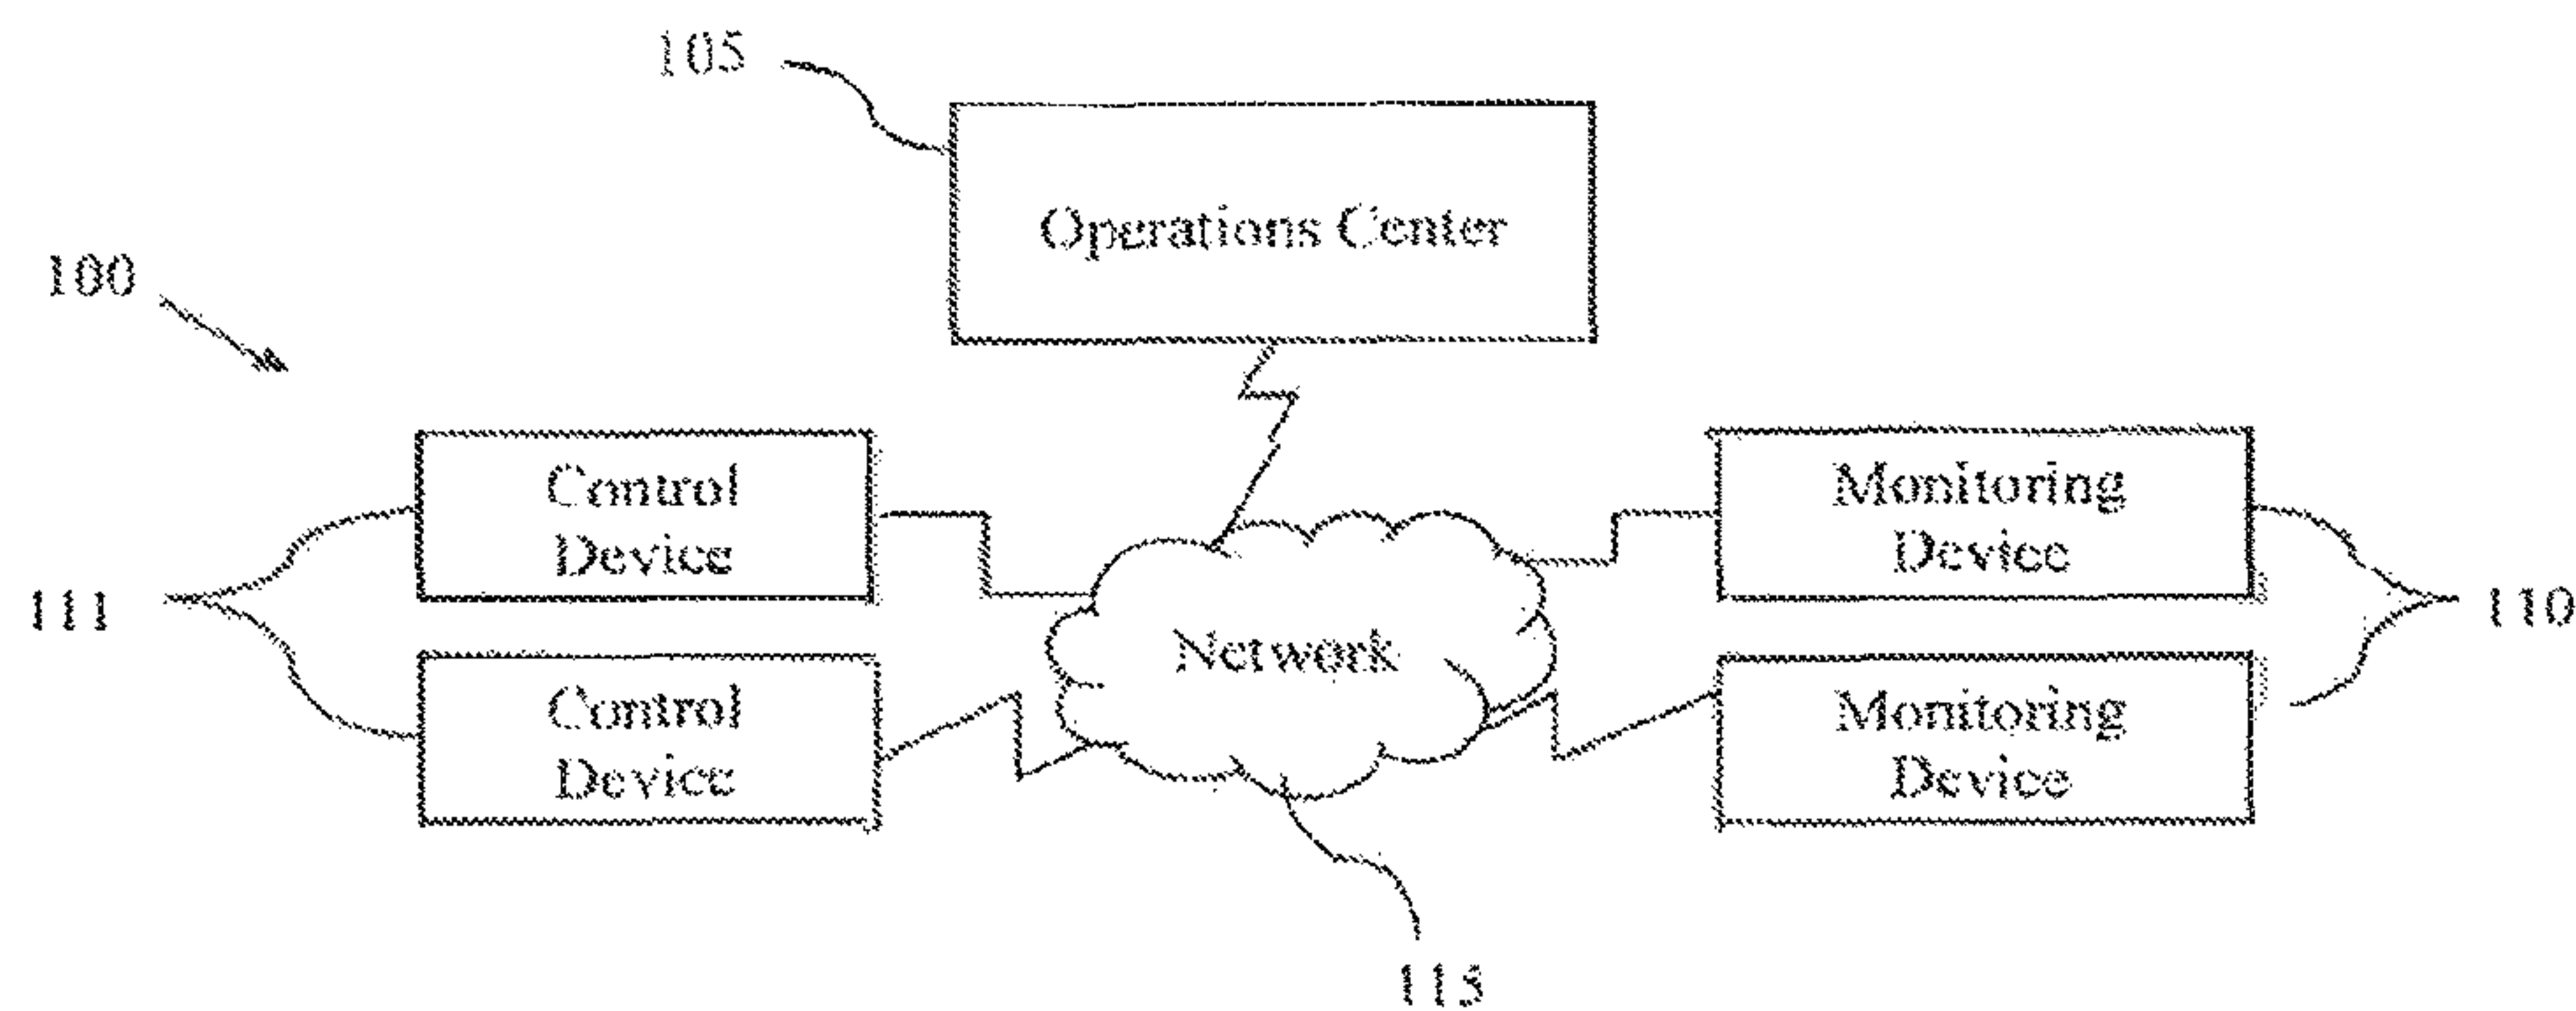 105
Operations Center
100
Control
Device
Monitoring
Device
111
Network
110
Control
Device
Monitoring
Device
115